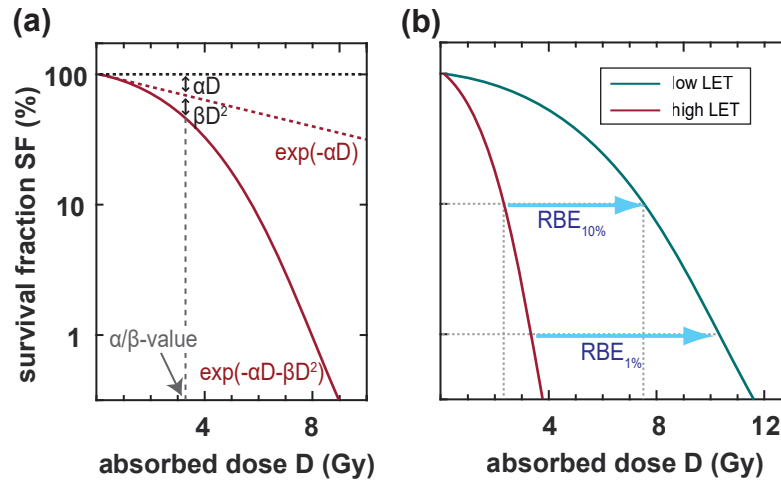 (a)
survival fraction SF (%)
100
10
1
αD
βD²
exp(-αD)
α/β-value
exp(-αD-βD²)
4
8
absorbed dose D (Gy)
(b)
low LET
high LET
RBE10%
RBE1%
4
8
12
absorbed dose D (Gy)